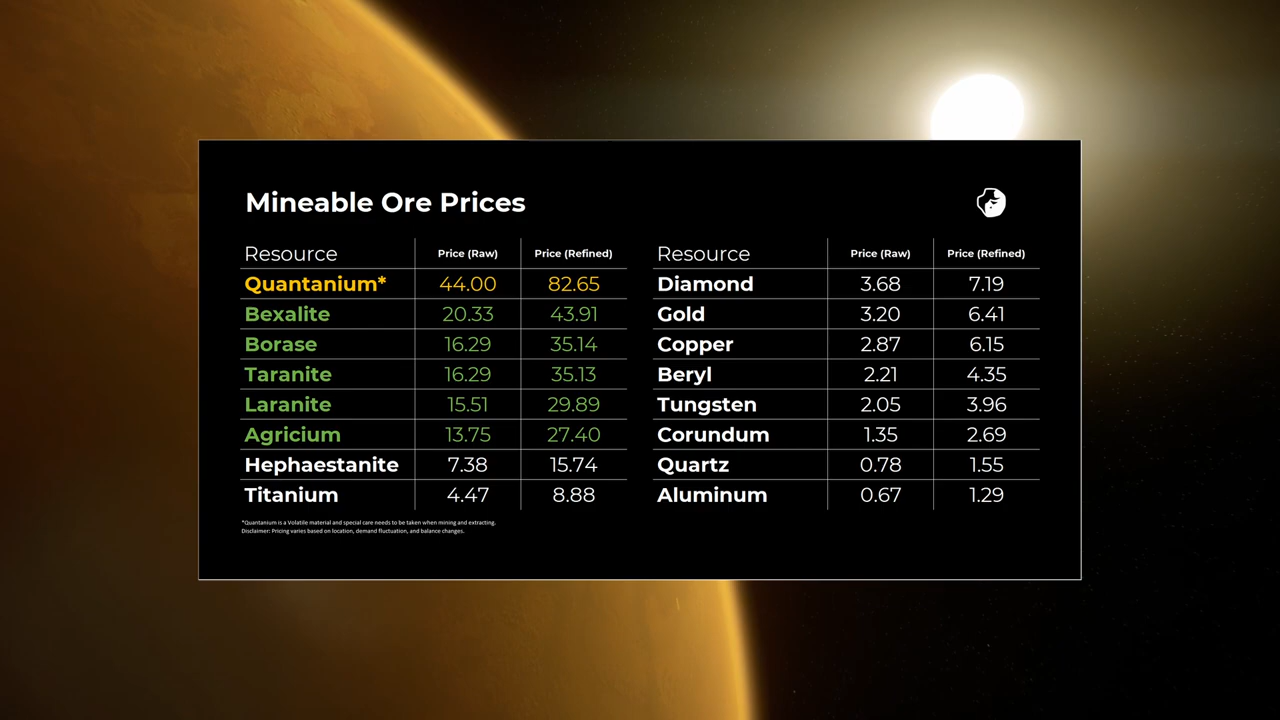 Mineable Ore Prices
Resource Price (Raw) Price (Refined)
Quantanium* 44.00 82.65
Bexalite 20.33 43.91
Borase 16.29 35.14
Taranite 16.29 35.13
Laranite 15.51 29.89
Agricium 13.75 27.40
Hephaestanite 7.38 15.74
Titanium 4.47 8.88
Resource Price (Raw) Price (Refined)
Diamond 3.68 7.19
Gold 3.20 6.41
Copper 2.87 6.15
Beryl 2.21 4.35
Tungsten 2.05 3.96
Corundum 1.35 2.69
Quartz 0.78 1.55
Aluminum 0.67 1.29
*Quantanium is a Volatile material and special care needs to be taken when mining and extracting.
Disclaimer: Pricing varies based on location, demand fluctuation, and balance changes.